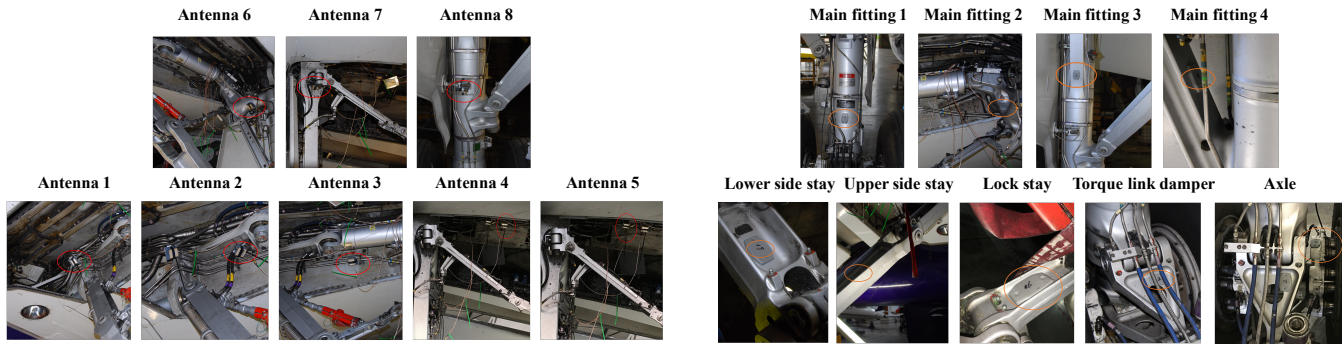 Antenna 6 Antenna 7 Antenna 8
Antenna 1 Antenna 2 Antenna 3 Antenna 4 Antenna 5
Main fitting 1 Main fitting 2 Main fitting 3 Main fitting 4
Lower side stay Upper side stay Lock stay Torque link damper Axle